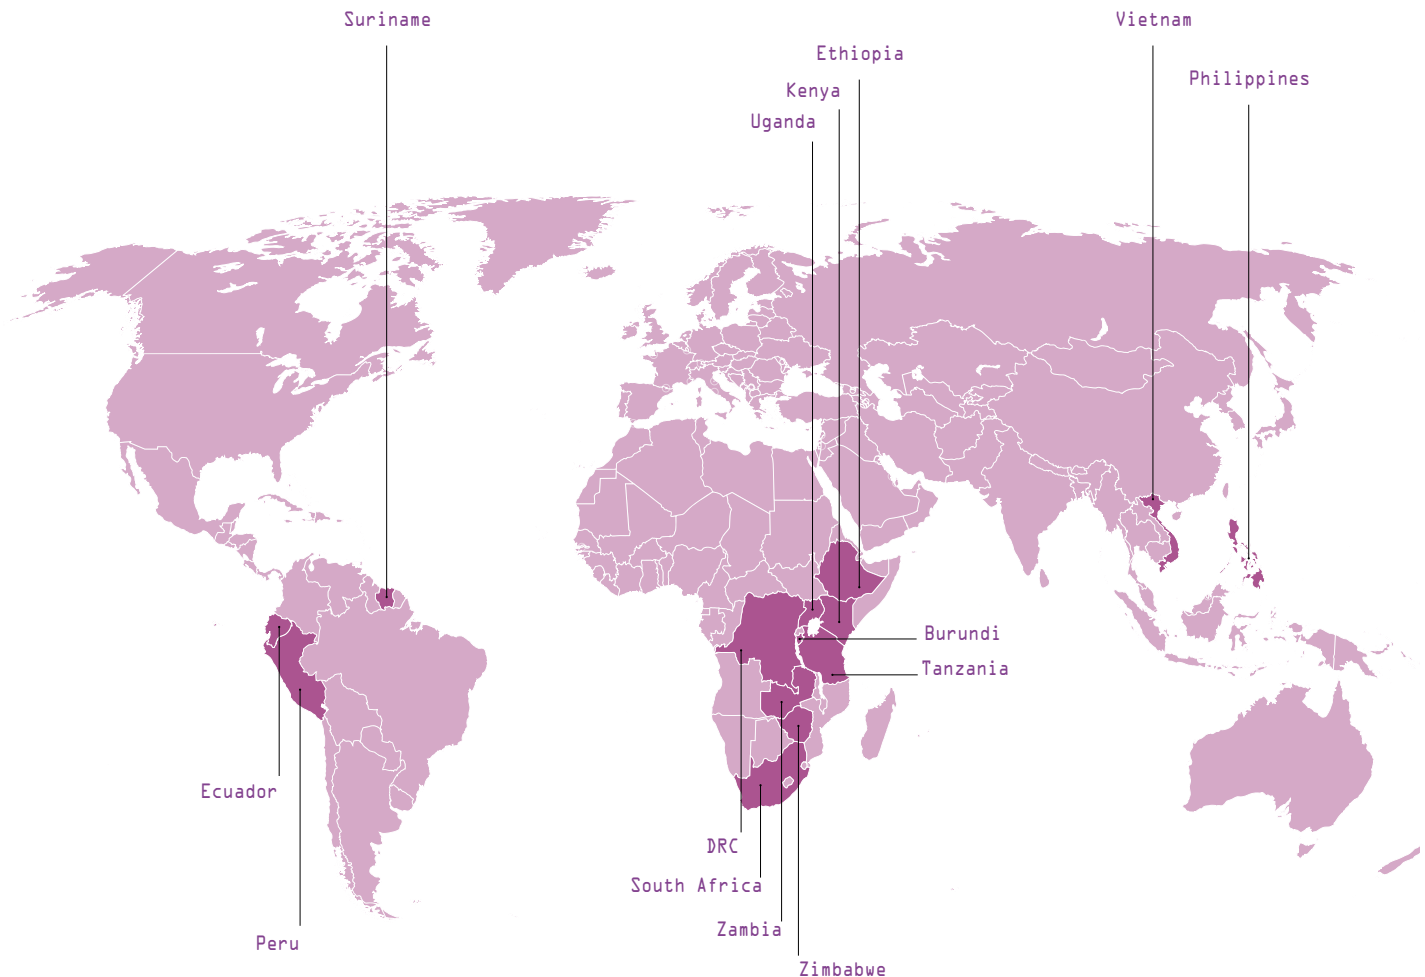 Suriname
Vietnam
Ethiopia
Philippines
Kenya
Uganda
Burundi
Tanzania
Ecuador
DRC
South Africa
Zambia
Peru
Zimbabwe